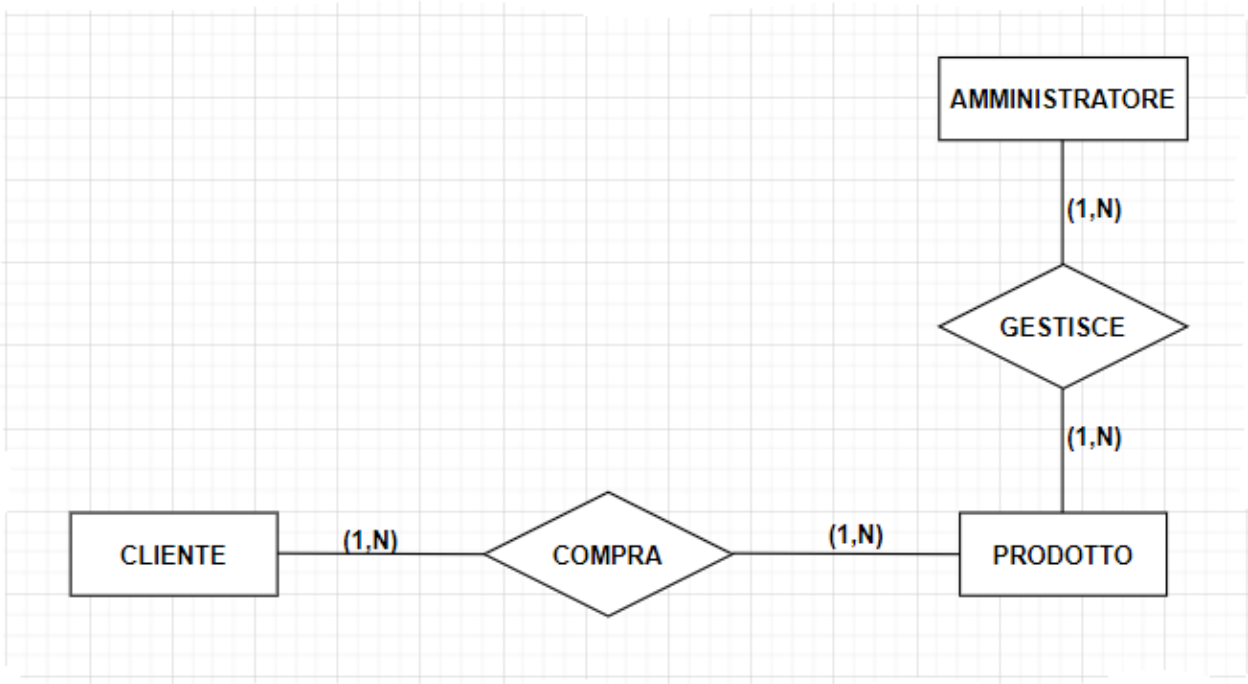 AMMINISTRATORE
(1,N)
GESTISCE
(1,N)
CLIENTE
(1,N)
COMPRA
(1,N)
PRODOTTO